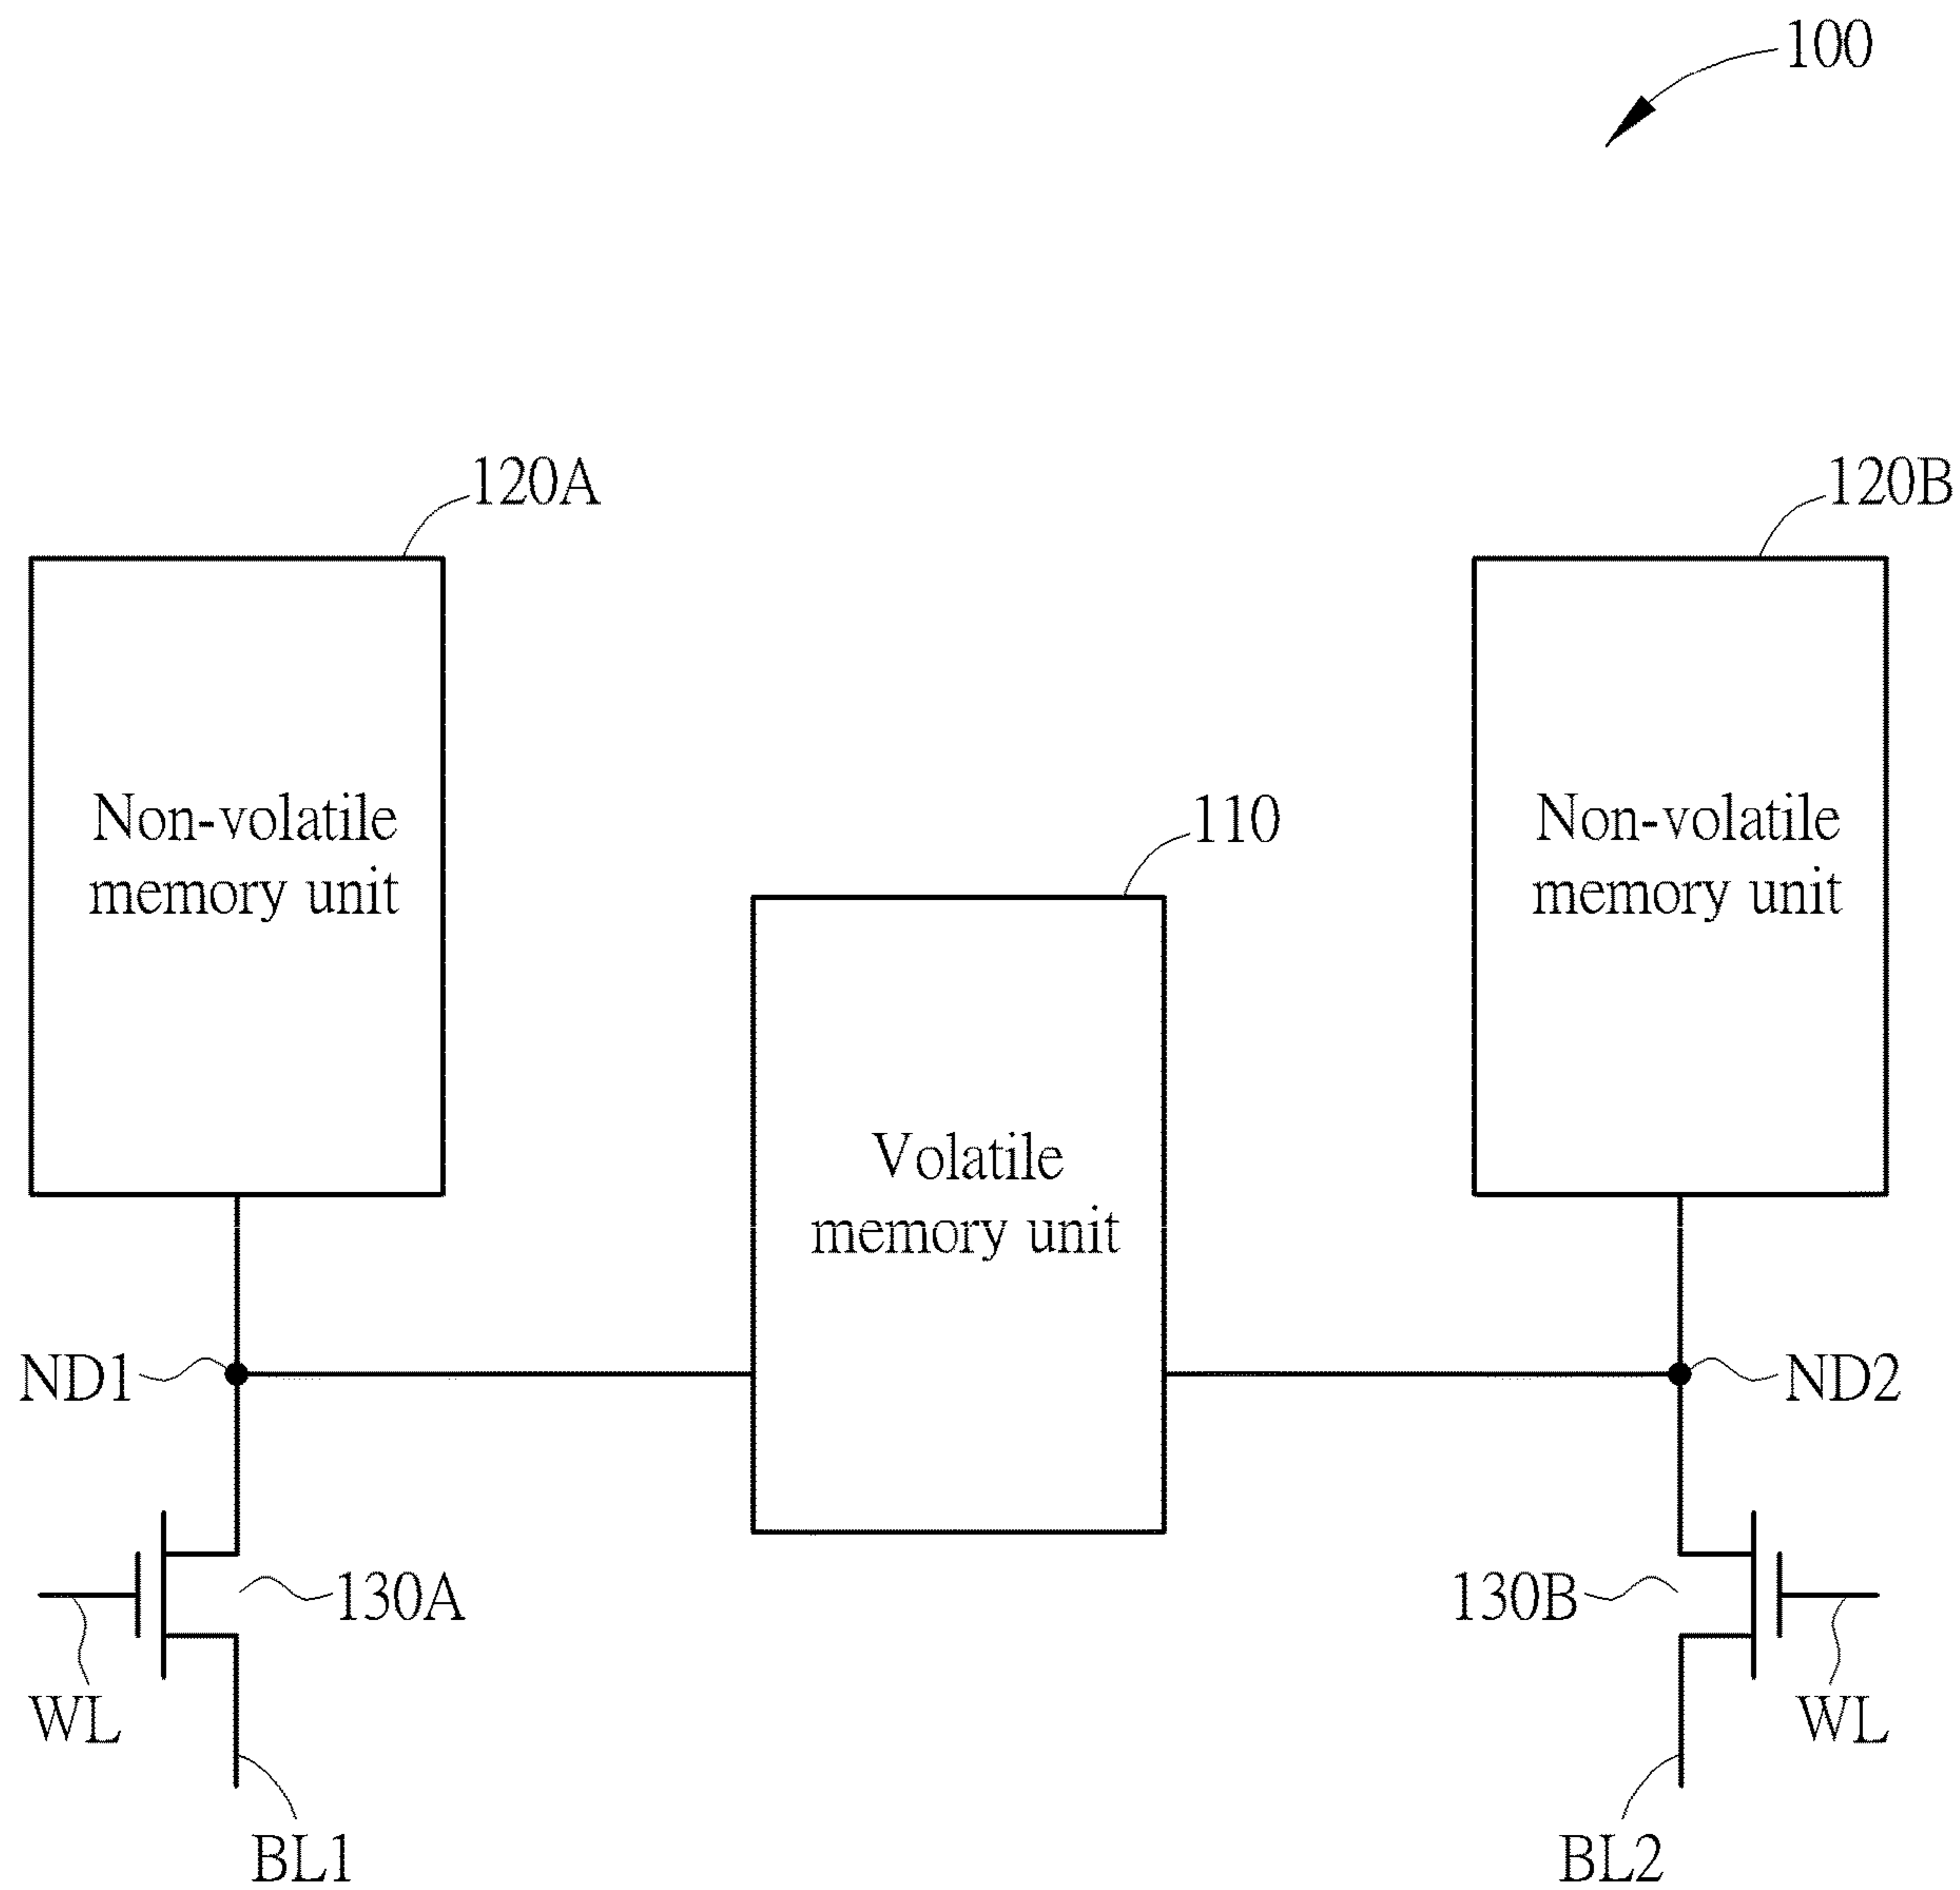 100
120A
120B
Non-volatile
memory unit
110
Non-volatile
memory unit
Volatile
memory unit
ND1
ND2
130A
130B
WL
WL
BL1
BL2